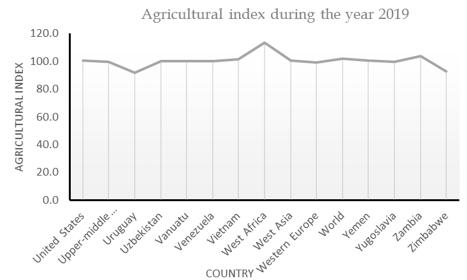 Agricultural index during the year 2019
120.0
100.0
80.0
60.0
40.0
20.0
0.0
AGRICULTURAL INDEX
United States
Upper-middle...
Uruguay
Uzbekistan
Vanuatu
Venezuela
Vietnam
West Africa
West Asia
Western Europe
World
Yemen
Yugoslavia
Zambia
Zimbabwe
COUNTRY